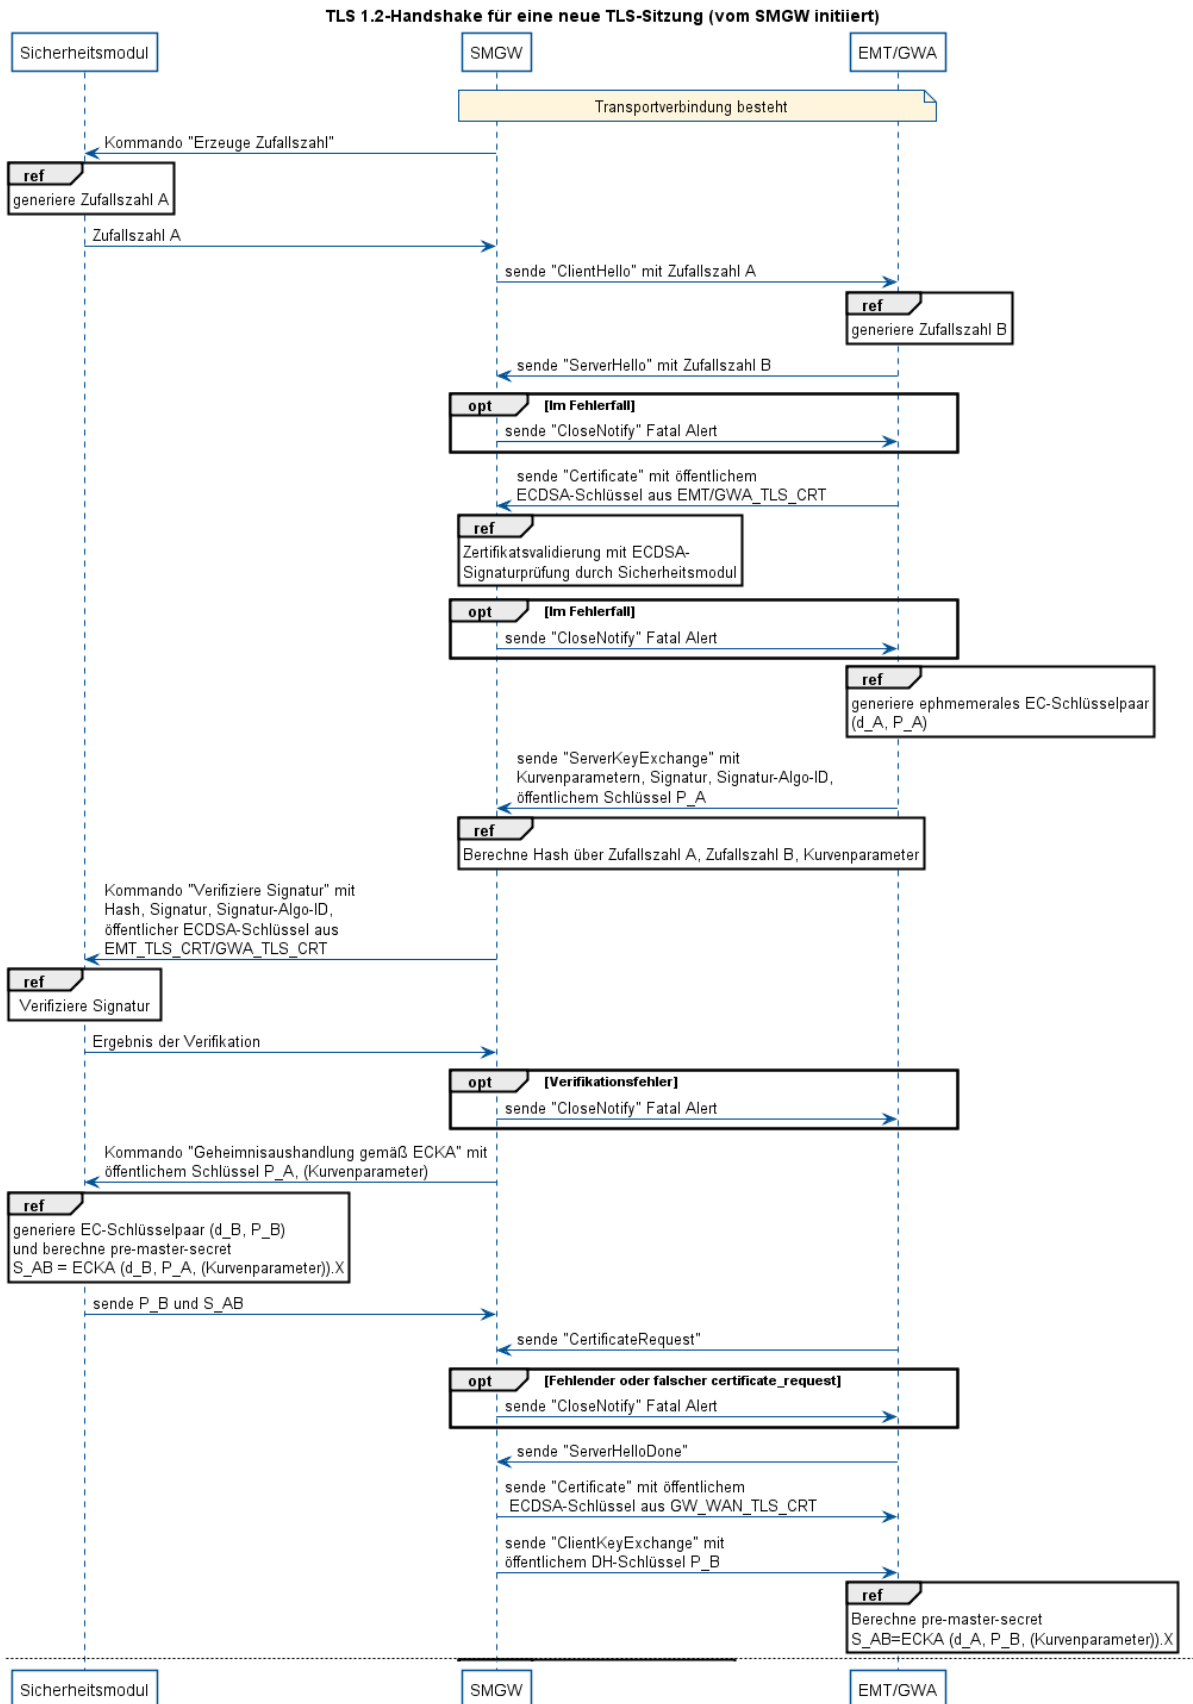 TLS 1.2-Handshake für eine neue TLS-Sitzung (vom SMGW initiiert)
Sicherheitsmodul
SMGW
EMT/GWA
Transportverbindung besteht
Kommando "Erzeuge Zufallszahl"
ref
generiere Zufallszahl A
Zufallszahl A
sende "ClientHello" mit Zufallszahl A
ref
generiere Zufallszahl B
sende "ServerHello" mit Zufallszahl B
opt
[Im Fehlerfall]
sende "CloseNotify" Fatal Alert
sende "Certificate" mit öffentlichem
ECDSA-Schlüssel aus EMT/GWA_TLS_CRT
ref
Zertifikatsvalidierung mit ECDSA-
Signaturprüfung durch Sicherheitsmodul
opt
[Im Fehlerfall]
sende "CloseNotify" Fatal Alert
ref
generiere ephmemerales EC-Schlüsselpaar
(d_A, P_A)
sende "ServerKeyExchange" mit
Kurvenparametern, Signatur, Signatur-Algo-ID,
öffentlichem Schlüssel P_A
ref
Berechne Hash über Zufallszahl A, Zufallszahl B, Kurvenparameter
Kommando "Verifiziere Signatur" mit
Hash, Signatur, Signatur-Algo-ID,
öffentlicher ECDSA-Schlüssel aus
EMT_TLS_CRT/GWA_TLS_CRT
ref
Verifiziere Signatur
Ergebnis der Verifikation
opt
[Verifikationsfehler]
sende "CloseNotify" Fatal Alert
Kommando "Geheimnisaushandlung gemäß ECKA" mit
öffentlichem Schlüssel P_A, (Kurvenparameter)
ref
generiere EC-Schlüsselpaar (d_B, P_B)
und berechne pre-master-secret
S_AB = ECKA (d_B, P_A, (Kurvenparameter)).X
sende P_B und S_AB
sende "CertificateRequest"
opt
[Fehlender oder falscher certificate_request]
sende "CloseNotify" Fatal Alert
sende "ServerHelloDone"
sende "Certificate" mit öffentlichem
ECDSA-Schlüssel aus GW_WAN_TLS_CRT
sende "ClientKeyExchange" mit
öffentlichem DH-Schlüssel P_B
ref
Berechne pre-master-secret
S_AB=ECKA (d_A, P_B, (Kurvenparameter)).X
Sicherheitsmodul
SMGW
EMT/GWA